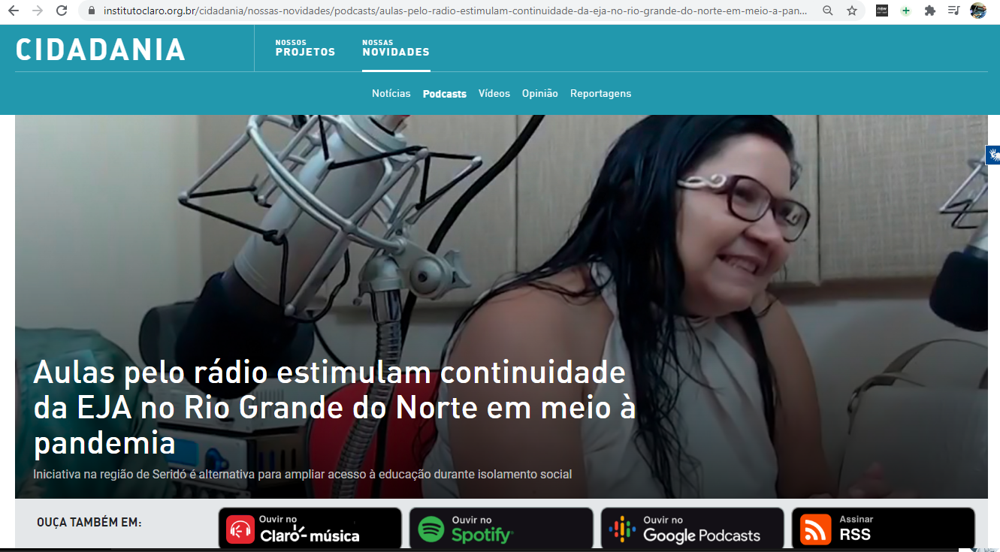 institutoclaro.org.br/cidadania/nossas-novidades/podcasts/aulas-pelo-radio-estimulam-continuidade-da-eja-no-rio-grande-do-norte-em-meio-a-pan...
CIDADANIA
NOSSOS
PROJETOS
NOSSAS
NOVIDADES
Notícias Podcasts Vídeos Opinião Reportagens
Aulas pelo rádio estimulam continuidade
da EJA no Rio Grande do Norte em meio à
pandemia
Iniciativa na região de Seridó é alternativa para ampliar acesso à educação durante isolamento social
OUÇA TAMBÉM EM:
Ouvir no
Claro música
Ouvir no
Spotify
Ouvir no
Google Podcasts
Assinar
RSS